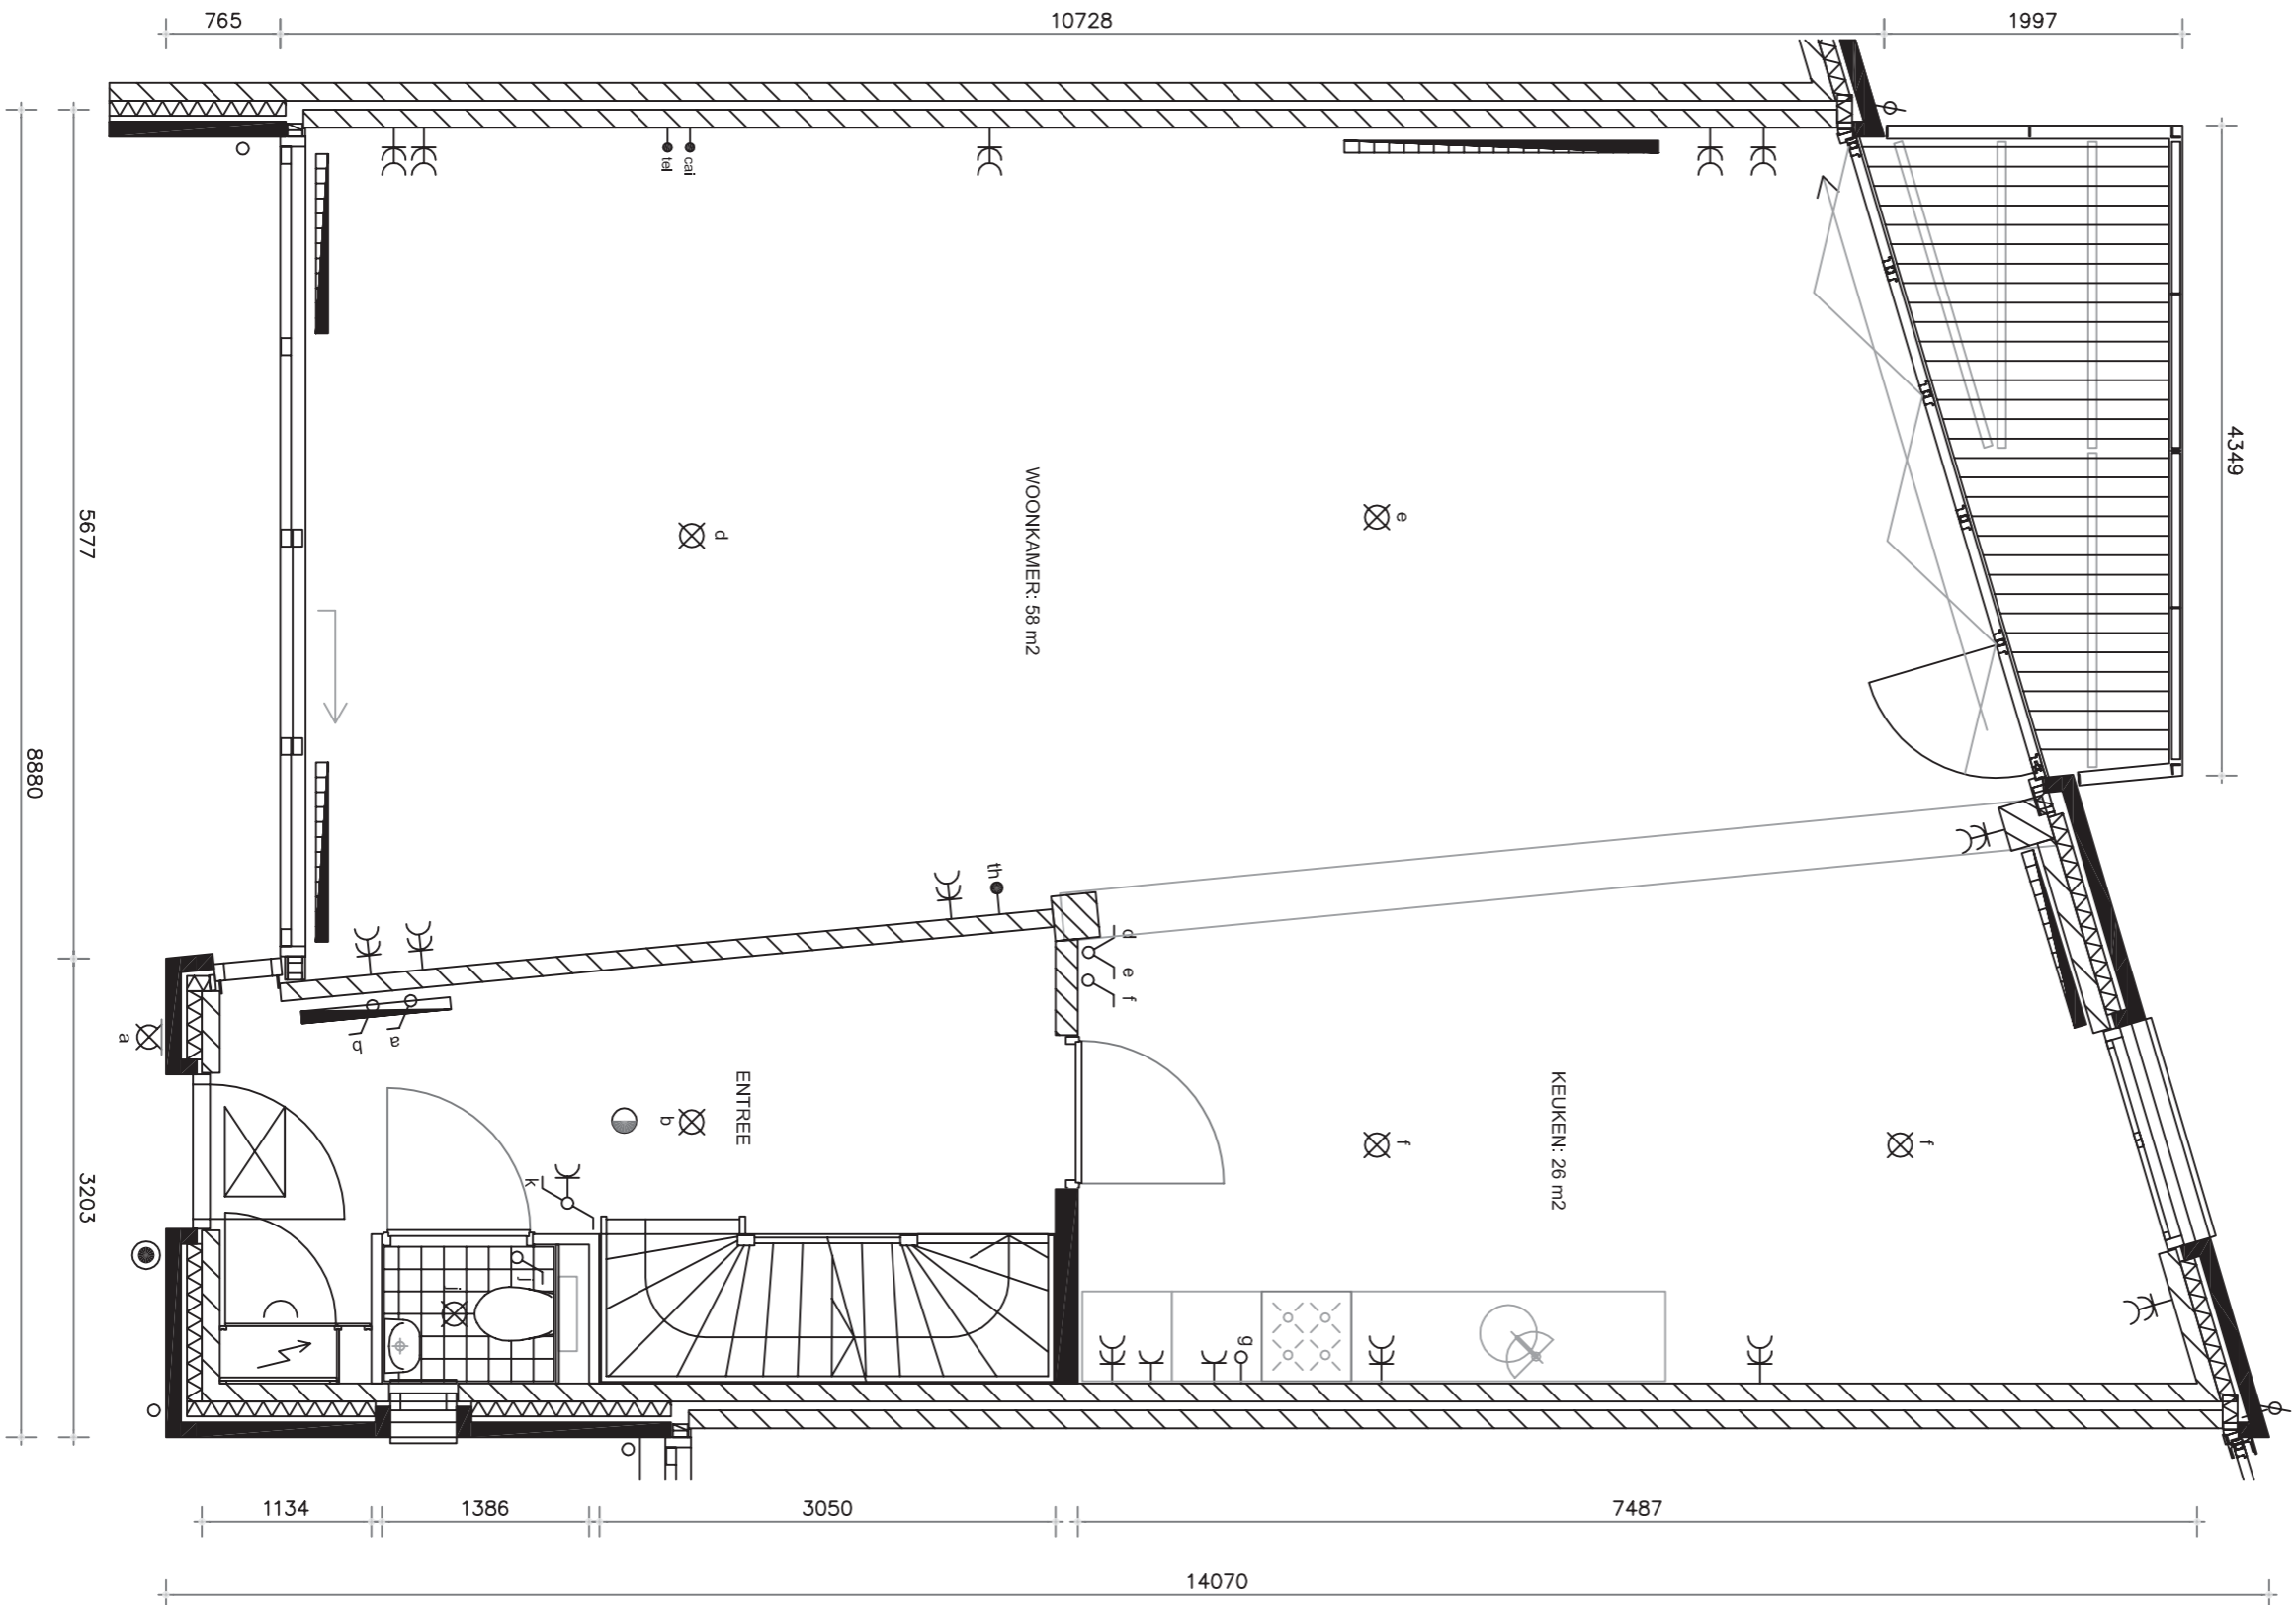 765
10728
1997
tel
cai
4349
5677
8880
3203
WOONKAMER: 58 m2
d
e
th
d
e
f
a
b
a
b
ENTREE
KEUKEN: 26 m2
f
f
k
j
i
g
1134
1386
3050
7487
14070